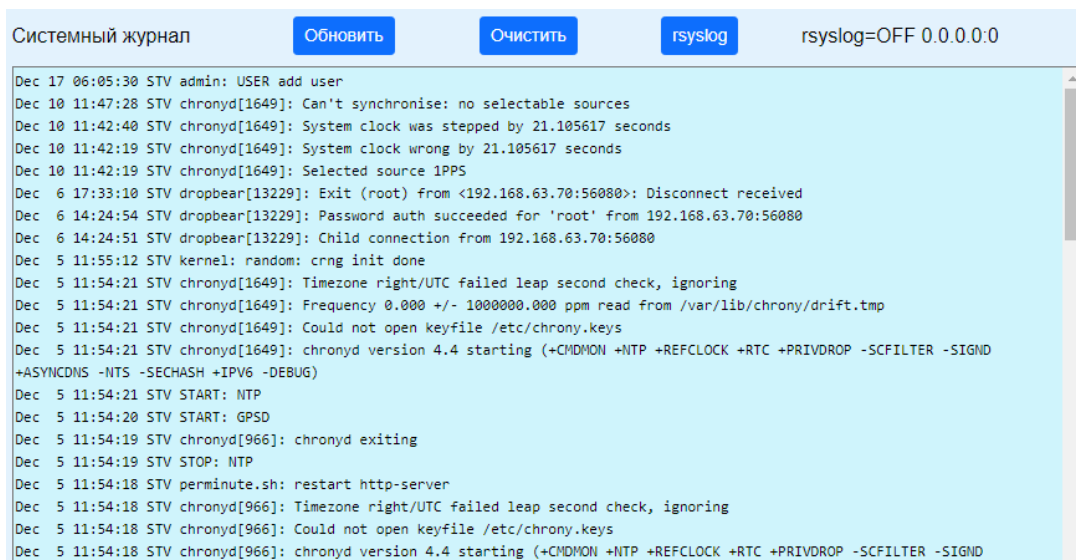 Системный журнал Обновить Очистить rsyslog rsyslog=OFF 0.0.0.0:0
Dec 17 06:05:30 STV admin: USER add user
Dec 10 11:47:28 STV chronyd[1649]: Can't synchronise: no selectable sources
Dec 10 11:42:40 STV chronyd[1649]: System clock was stepped by 21.105617 seconds
Dec 10 11:42:19 STV chronyd[1649]: System clock wrong by 21.105617 seconds
Dec 10 11:42:19 STV chronyd[1649]: Selected source 1PPS
Dec  6 17:33:10 STV dropbear[13229]: Exit (root) from <192.168.63.70:56080>: Disconnect received
Dec  6 14:24:54 STV dropbear[13229]: Password auth succeeded for 'root' from 192.168.63.70:56080
Dec  6 14:24:51 STV dropbear[13229]: Child connection from 192.168.63.70:56080
Dec  5 11:55:12 STV kernel: random: crng init done
Dec  5 11:54:21 STV chronyd[1649]: Timezone right/UTC failed leap second check, ignoring
Dec  5 11:54:21 STV chronyd[1649]: Frequency 0.000 +/- 1000000.000 ppm read from /var/lib/chrony/drift.tmp
Dec  5 11:54:21 STV chronyd[1649]: Could not open keyfile /etc/chrony.keys
Dec  5 11:54:21 STV chronyd[1649]: chronyd version 4.4 starting (+CMDMON +NTP +REFCLOCK +RTC +PRIVDROP -SCFILTER -SIGND
+ASYNCDNS -NTS -SECHASH +IPV6 -DEBUG)
Dec  5 11:54:21 STV START: NTP
Dec  5 11:54:20 STV START: GPSD
Dec  5 11:54:19 STV chronyd[966]: chronyd exiting
Dec  5 11:54:19 STV STOP: NTP
Dec  5 11:54:18 STV perminute.sh: restart http-server
Dec  5 11:54:18 STV chronyd[966]: Timezone right/UTC failed leap second check, ignoring
Dec  5 11:54:18 STV chronyd[966]: Could not open keyfile /etc/chrony.keys
Dec  5 11:54:18 STV chronyd[966]: chronyd version 4.4 starting (+CMDMON +NTP +REFCLOCK +RTC +PRIVDROP -SCFILTER -SIGND